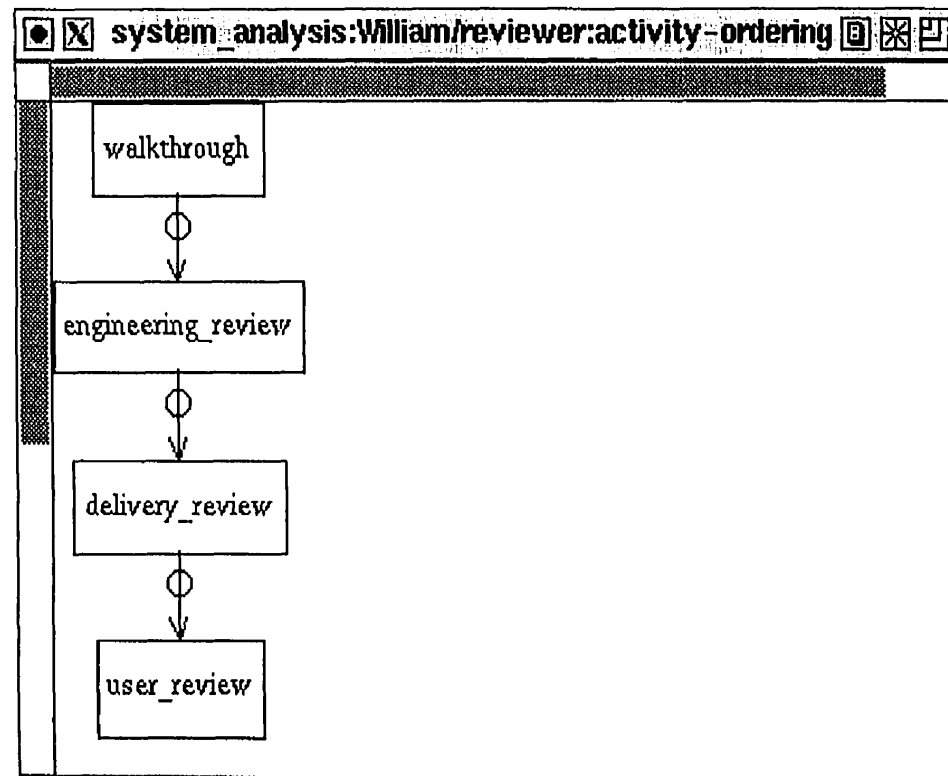 system_analysis:William/reviewer:activity-ordering
walkthrough
engineering_review
delivery_review
user_review